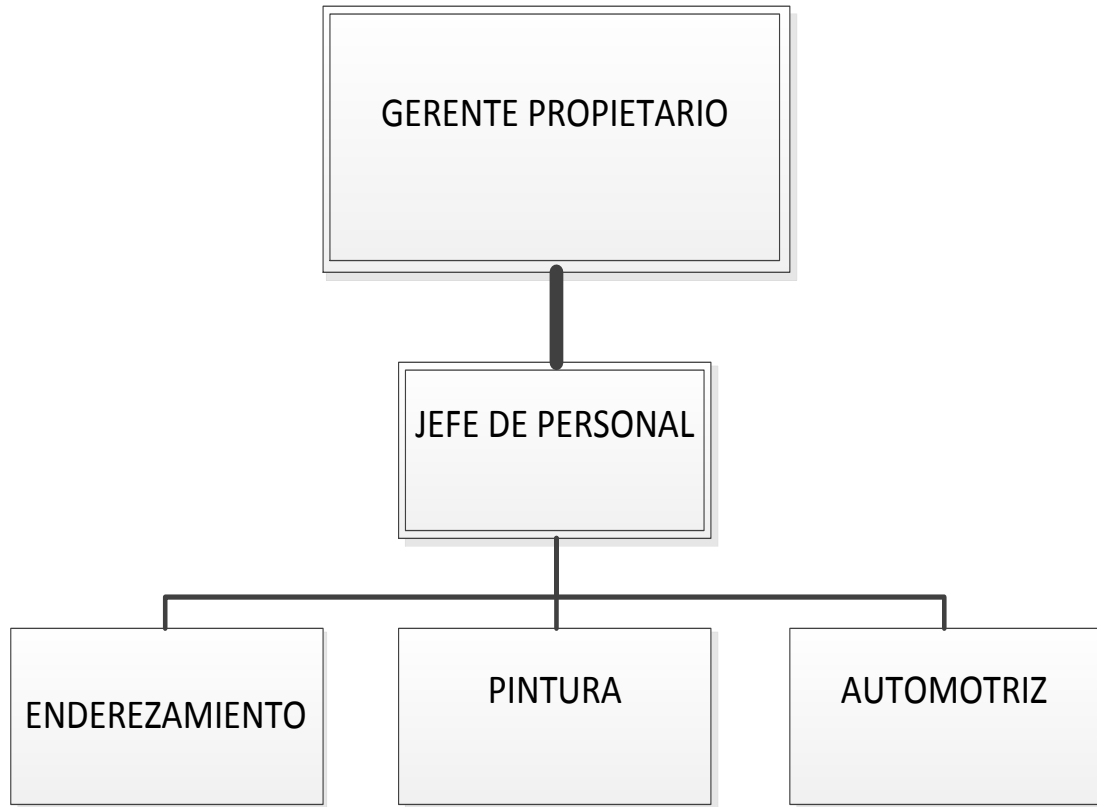 GERENTE PROPIETARIO
JEFE DE PERSONAL
ENDEREZAMIENTO
PINTURA
AUTOMOTRIZ